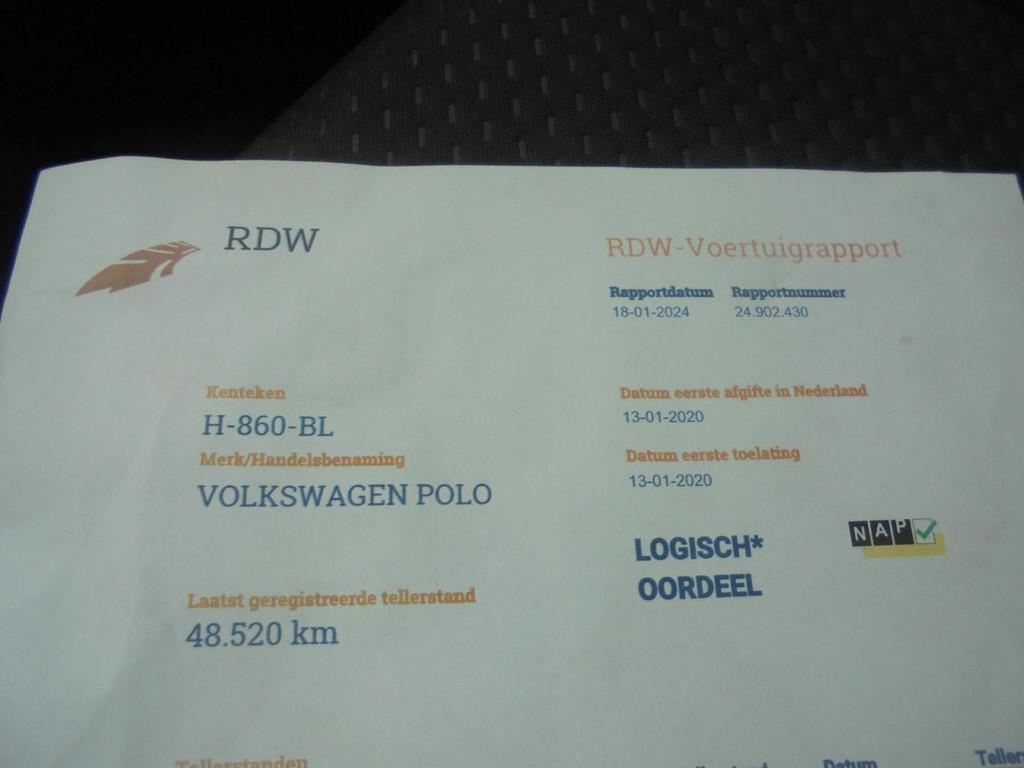 RDW
RDW-Voertuigrapport
Rapportdatum Rapportnummer
18-01-2024 24.902.430
Kenteken
H-860-BL
Merk/Handelsbenaming
VOLKSWAGEN POLO
Datum eerste afgifte in Nederland
13-01-2020
Datum eerste toelating
13-01-2020
LOGISCH*
OORDEEL
NAP
Laatst geregistreerde tellerstand
48.520 km
Tellerstanden
Datum